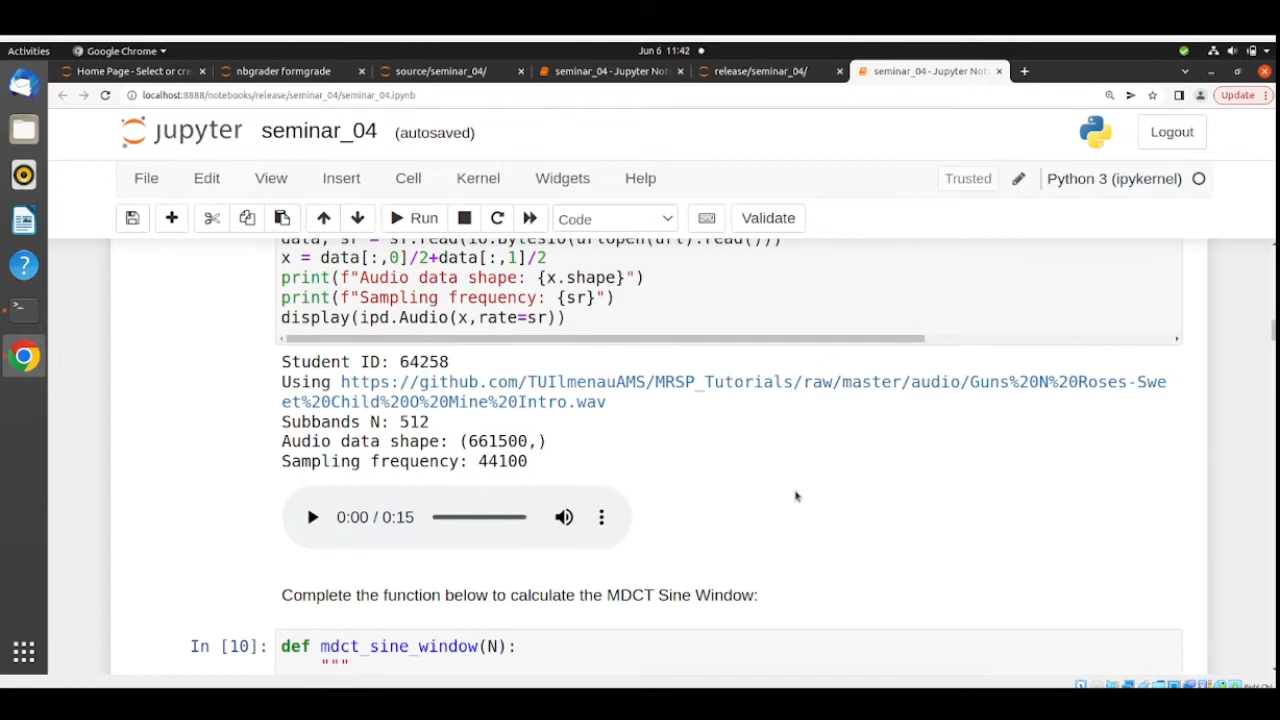 Activities
Google Chrome
Jun 6 11:42
Home Page - Select or cre
nbgrader formgrade
source/seminar_04/
seminar_04 - Jupyter Not
release/seminar_04/
seminar_04 - Jupyter Not
localhost:8888/notebooks/release/seminar_04/seminar_04.ipynb
Update
jupyter
seminar_04
(autosaved)
Logout
File
Edit
View
Insert
Cell
Kernel
Widgets
Help
Trusted
Python 3 (ipykernel)
Run
Code
Validate
data, sr = sf.read(io.BytesIO(urlopen(url).read()))
x = data[:,0]/2+data[:,1]/2
print(f"Audio data shape: {x.shape}")
print(f"Sampling frequency: {sr}")
display(ipd.Audio(x,rate=sr))
Student ID: 64258
Using https://github.com/TUIlmenauAMS/MRSP_Tutorials/raw/master/audio/Guns%20N%20Roses-Swe
et%20Child%20O%20Mine%20Intro.wav
Subbands N: 512
Audio data shape: (661500,)
Sampling frequency: 44100
0:00 / 0:15
Complete the function below to calculate the MDCT Sine Window:
In [10]:
def mdct_sine_window(N):
"""